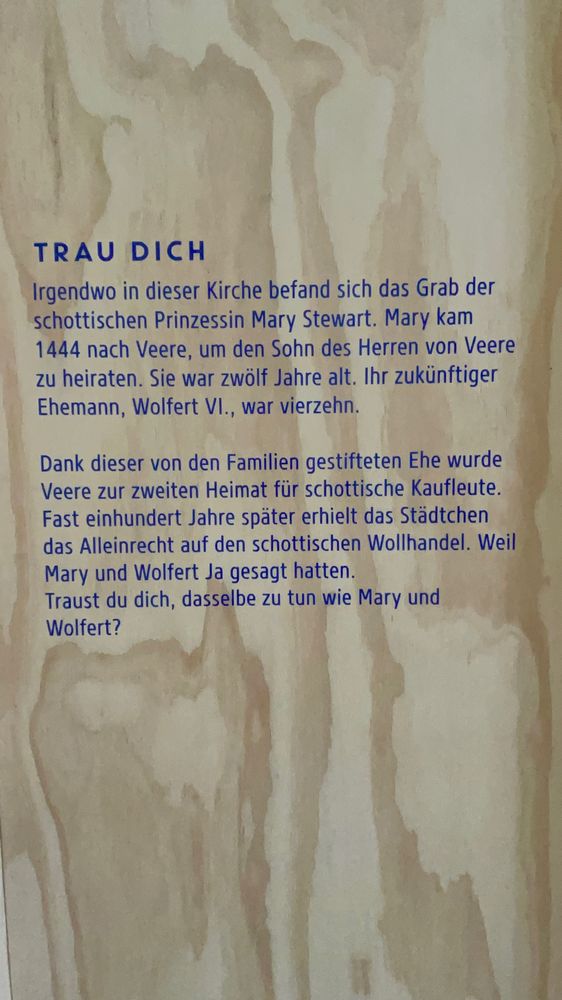 TRAU DICH
Irgendwo in dieser Kirche befand sich das Grab der
schottischen Prinzessin Mary Stewart. Mary kam
1444 nach Veere, um den Sohn des Herren von Veere
zu heiraten. Sie war zwölf Jahre alt. Ihr zukünftiger
Ehemann, Wolfert VI., war vierzehn.
Dank dieser von den Familien gestifteten Ehe wurde
Veere zur zweiten Heimat für schottische Kaufleute.
Fast einhundert Jahre später erhielt das Städtchen
das Alleinrecht auf den schottischen Wollhandel. Weil
Mary und Wolfert Ja gesagt hatten.
Traust du dich, dasselbe zu tun wie Mary und
Wolfert?